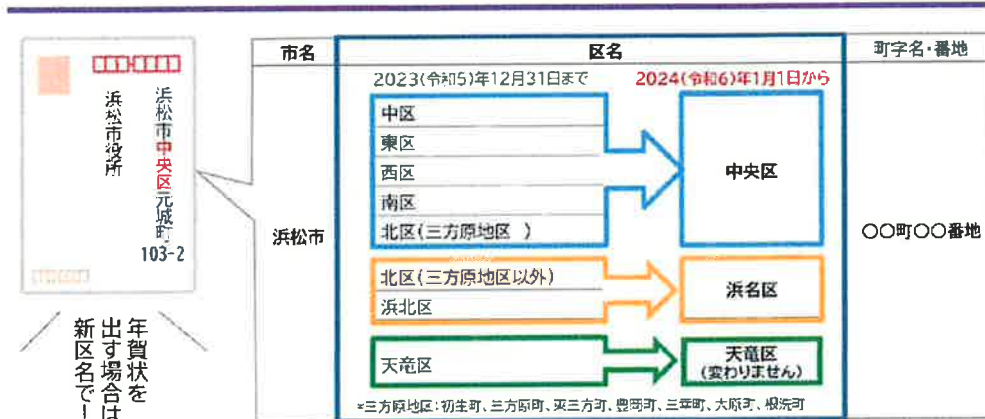 浜松市中央区元城町
103-2
浜松市役所
年賀状を
出す場合は
新区名で!
市名
区名
町字名・番地
2023(令和5)年12月31日まで
2024(令和6)年1月1日から
中区
東区
西区
南区
北区(三方原地区 )
中央区
浜松市
〇〇町〇〇番地
北区(三方原地区以外)
浜北区
浜名区
天竜区
天竜区
(変わりません)
*三方原地区:初生町、三方原町、東三方町、豊岡町、三幸町、大原町、根洗町